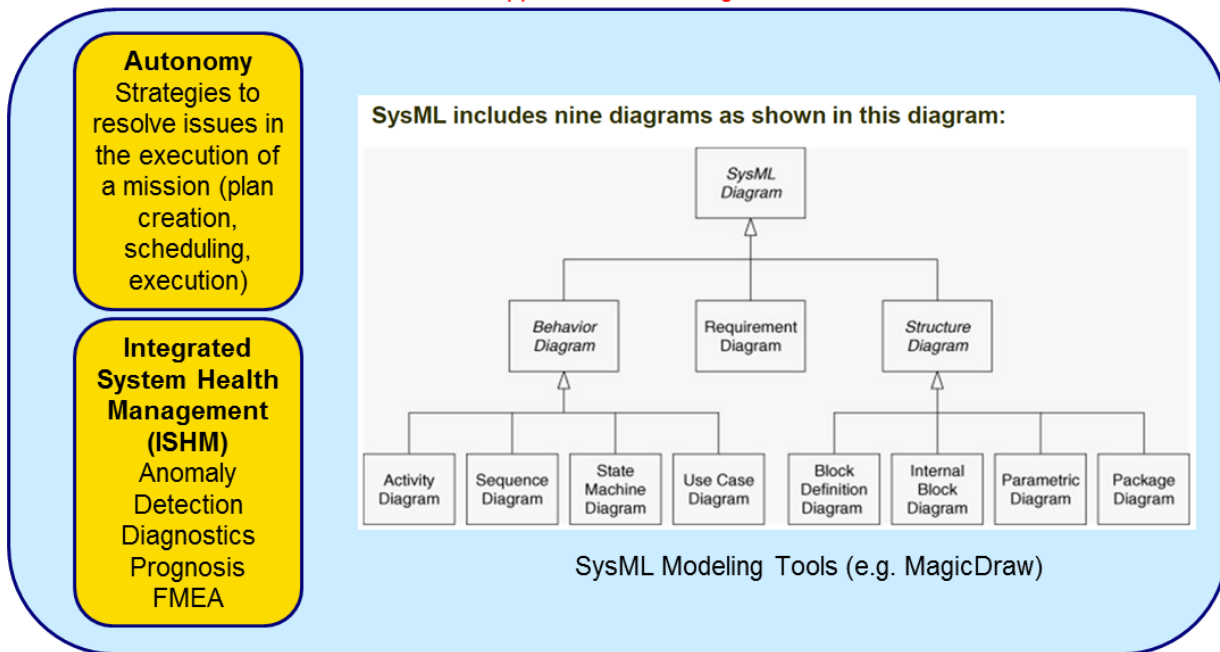 Autonomy
Strategies to
resolve issues in
the execution of
a mission (plan
creation,
scheduling,
execution)
Integrated
System Health
Management
(ISHM)
Anomaly
Detection
Diagnostics
Prognosis
FMEA
SysML includes nine diagrams as shown in this diagram:
SysML
Diagram
Behavior
Diagram
Requirement
Diagram
Structure
Diagram
Activity
Diagram
Sequence
Diagram
State
Machine
Diagram
Use Case
Diagram
Block
Definition
Diagram
Internal
Block
Diagram
Parametric
Diagram
Package
Diagram
SysML Modeling Tools (e.g. MagicDraw)